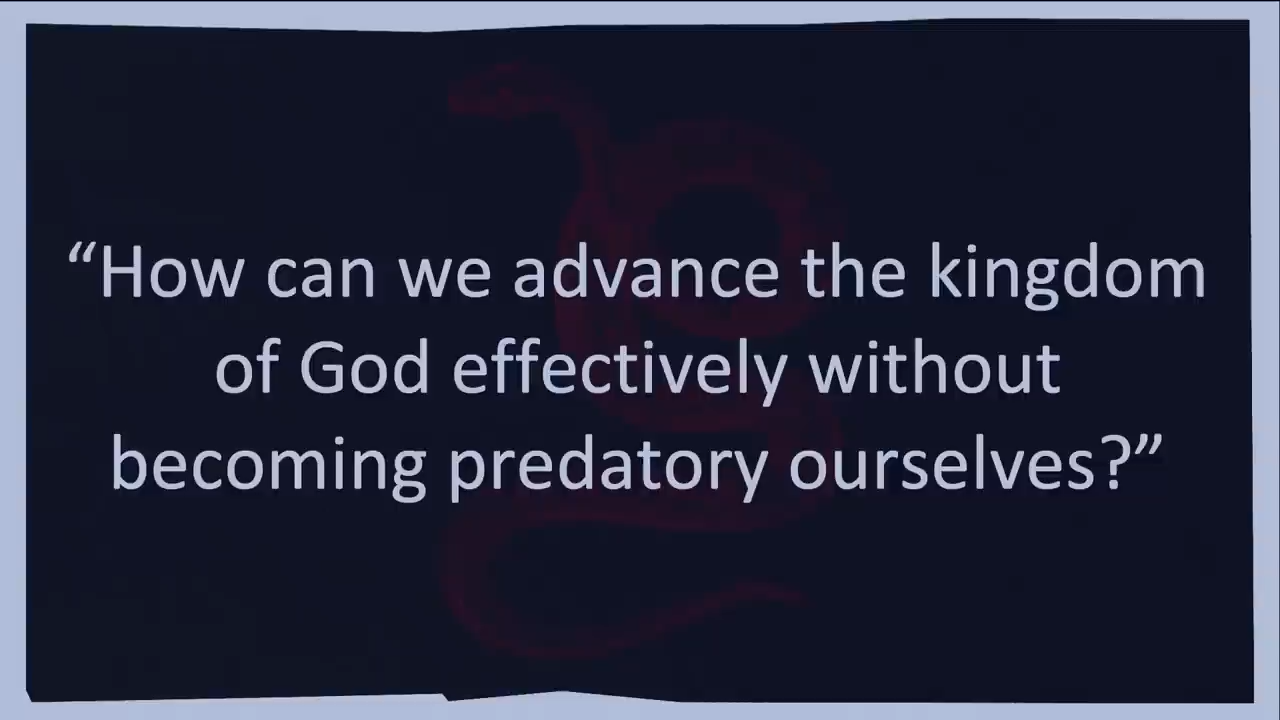 “How can we advance the kingdom
of God effectively without
becoming predatory ourselves?”